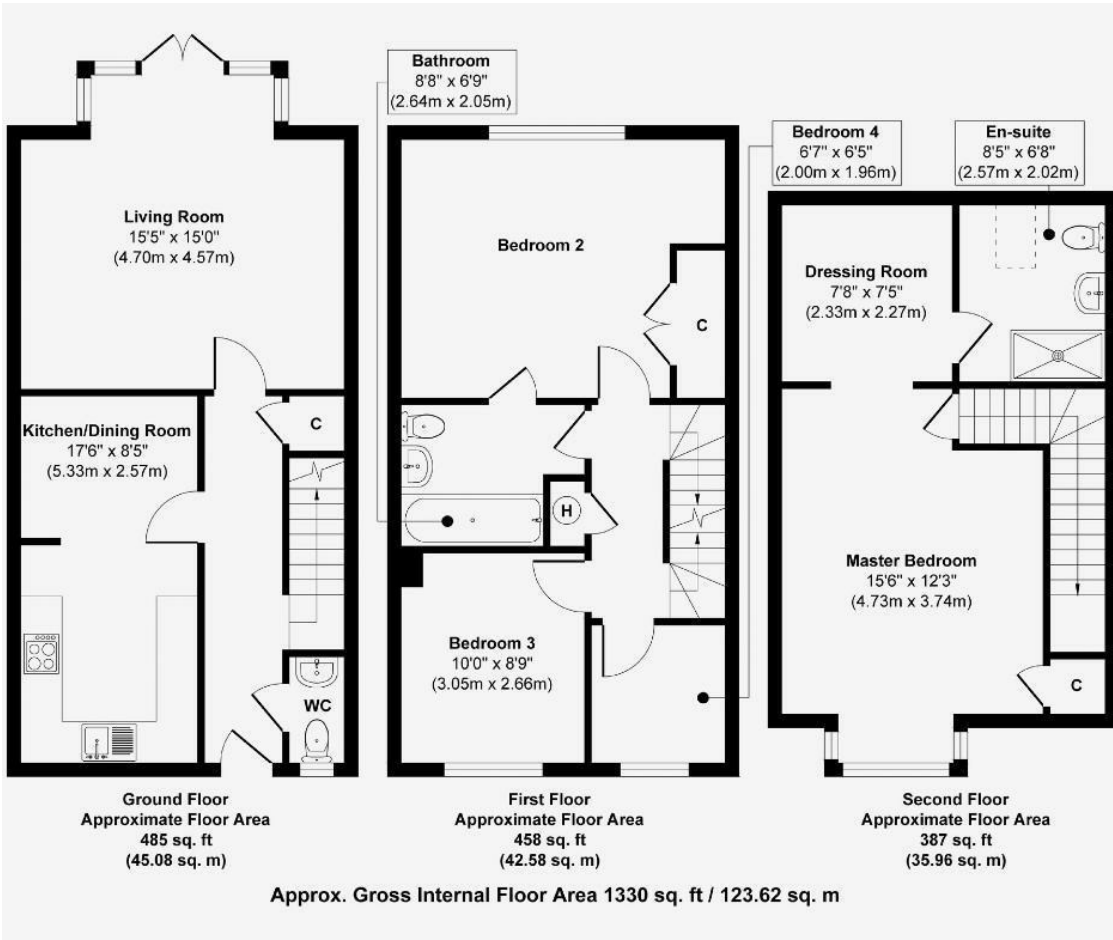 Bathroom
8'8" x 6'9"
(2.64m x 2.05m)
Bedroom 4
6'7" x 6'5"
(2.00m x 1.96m)
En-suite
8'5" x 6'8"
(2.57m x 2.02m)
Living Room
15'5" x 15'0"
(4.70m x 4.57m)
Bedroom 2
C
Dressing Room
7'8" x 7'5"
(2.33m x 2.27m)
Kitchen/Dining Room
17'6" x 8'5"
(5.33m x 2.57m)
C
H
Master Bedroom
15'6" x 12'3"
(4.73m x 3.74m)
Bedroom 3
10'0" x 8'9"
(3.05m x 2.66m)
WC
C
Ground Floor
Approximate Floor Area
485 sq. ft
(45.08 sq. m)
First Floor
Approximate Floor Area
458 sq. ft
(42.58 sq. m)
Second Floor
Approximate Floor Area
387 sq. ft
(35.96 sq. m)
Approx. Gross Internal Floor Area 1330 sq. ft / 123.62 sq. m